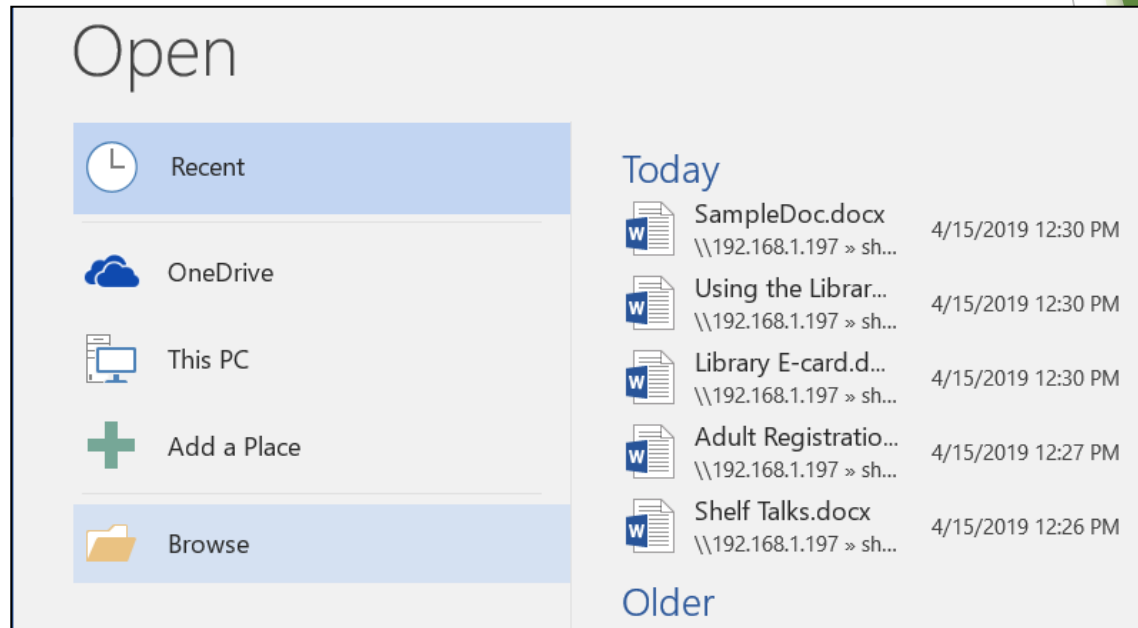 Open
Recent
OneDrive
This PC
Add a Place
Browse
Today
SampleDoc.docx
\\192.168.1.197 » sh...
4/15/2019 12:30 PM
Using the Librar...
\\192.168.1.197 » sh...
4/15/2019 12:30 PM
Library E-card.d...
\\192.168.1.197 » sh...
4/15/2019 12:30 PM
Adult Registratio...
\\192.168.1.197 » sh...
4/15/2019 12:27 PM
Shelf Talks.docx
\\192.168.1.197 » sh...
4/15/2019 12:26 PM
Older